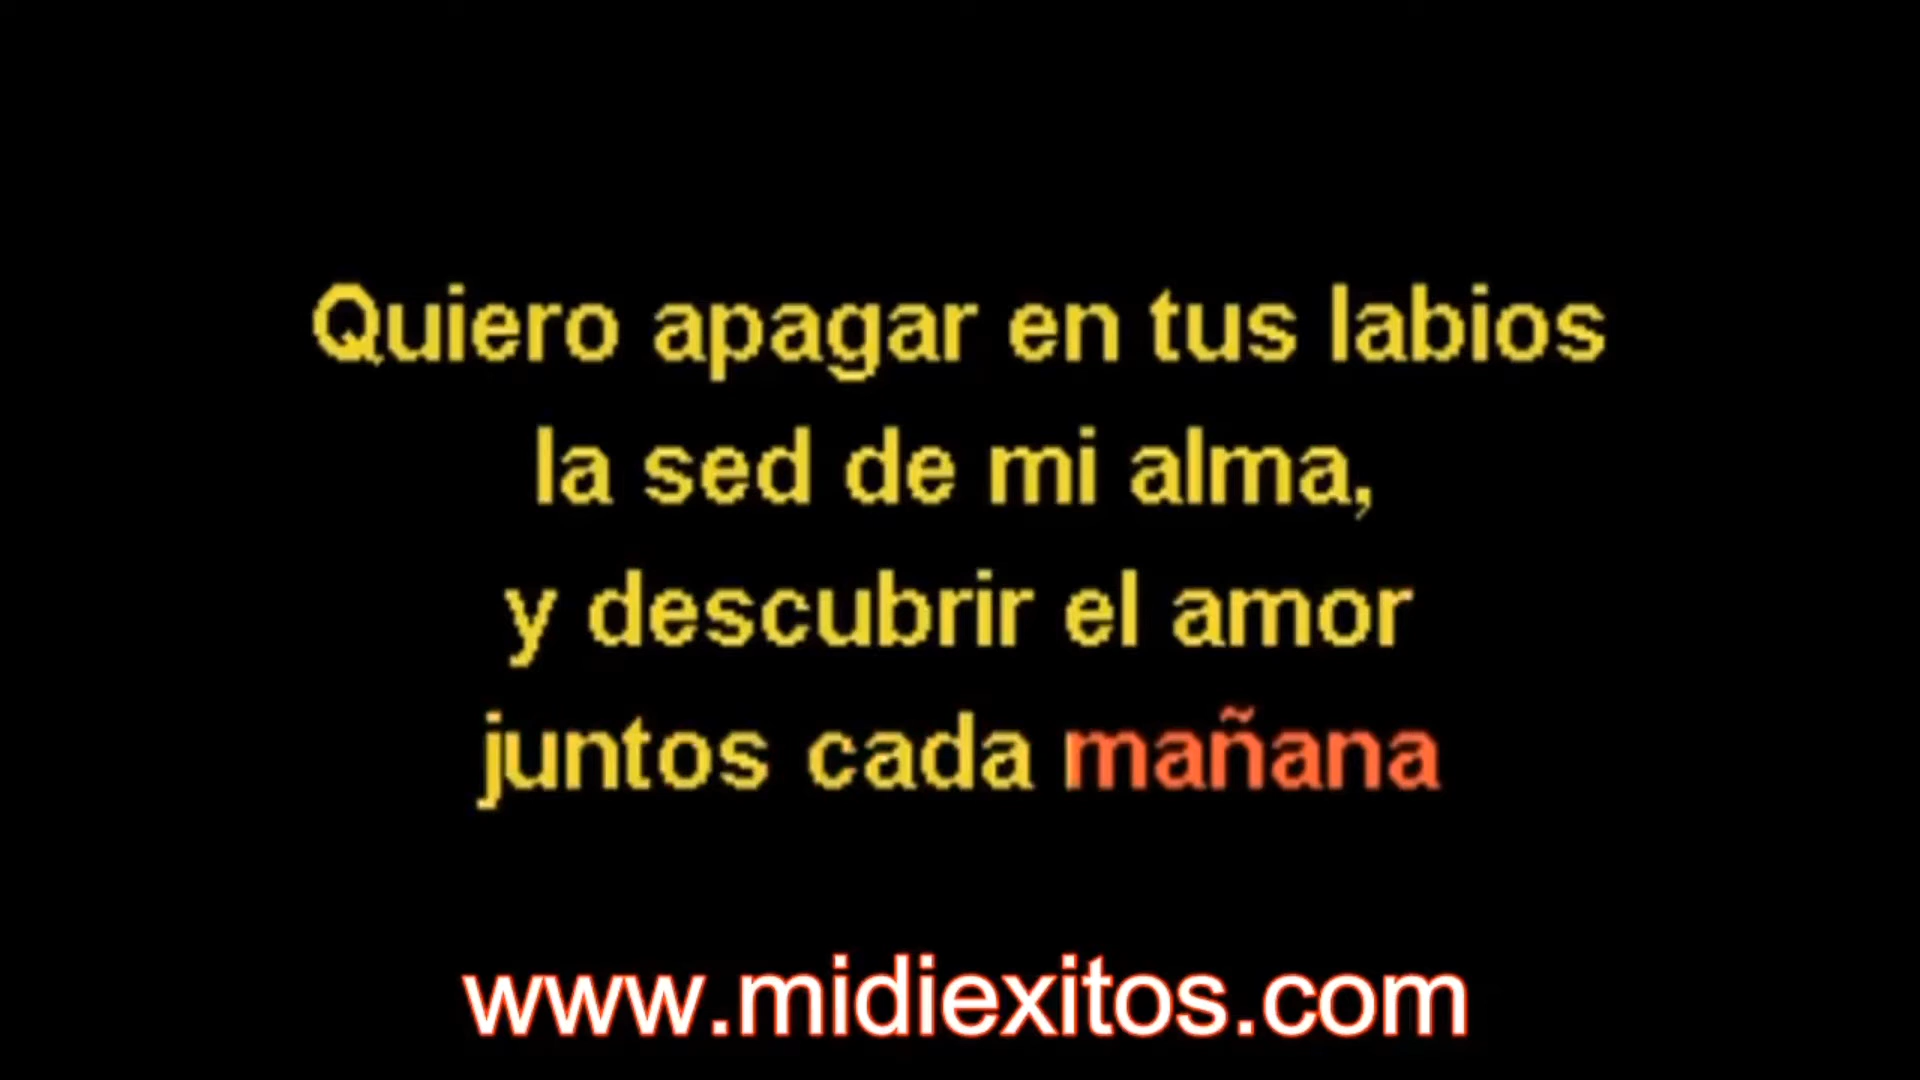 Quiero apagar en tus labios
la sed de mi alma,
y descubrir el amor
juntos cada mañana
www.midiexitos.com